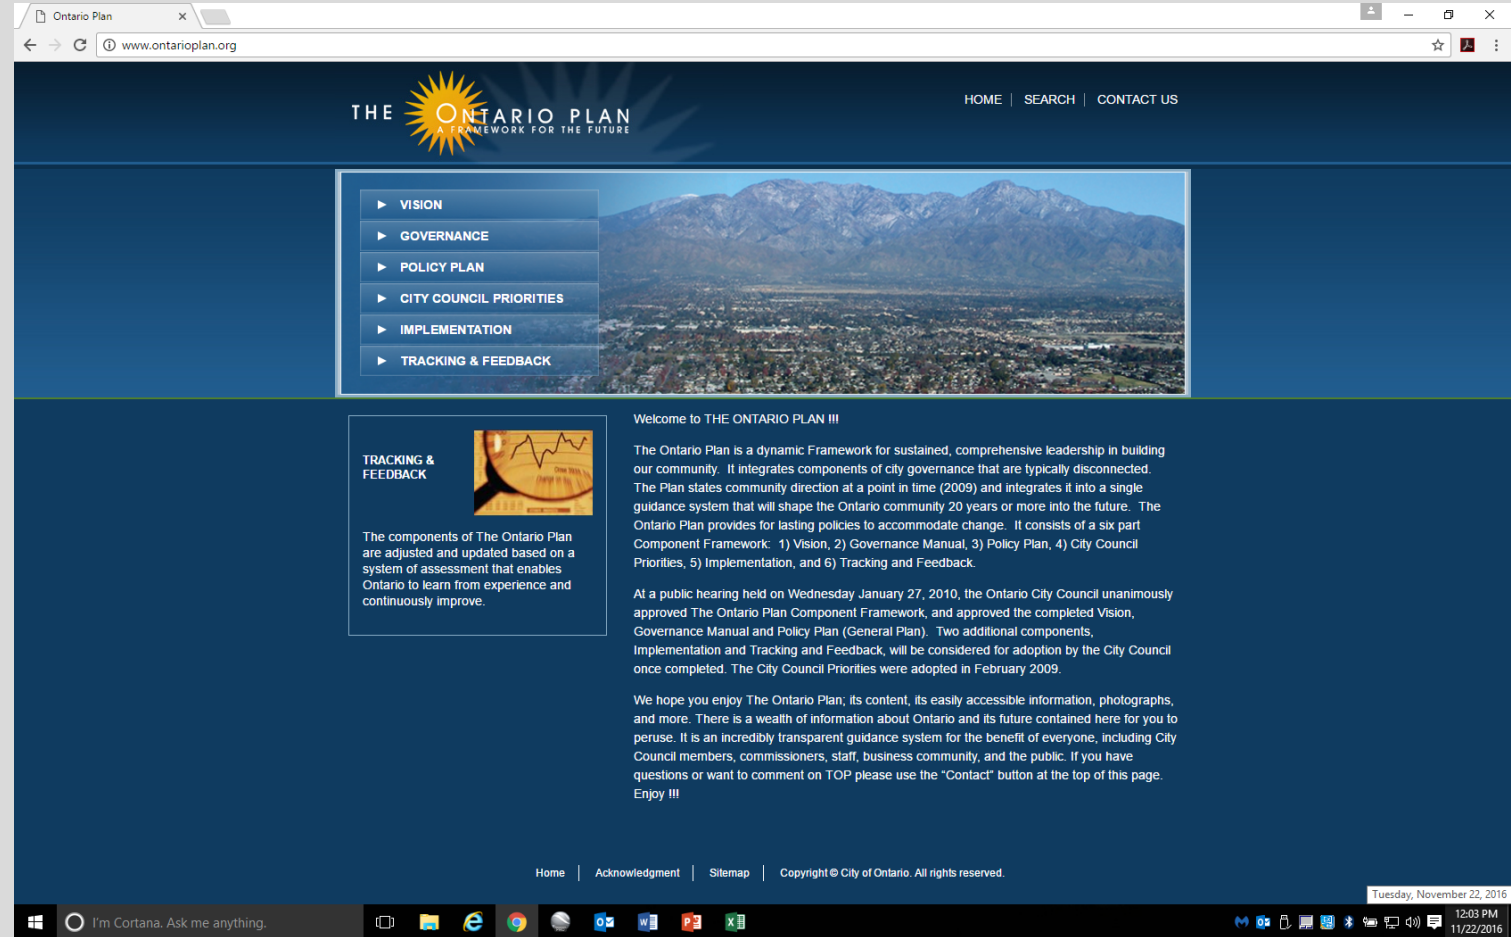 Ontario Plan
www.ontarioplan.org
THE ONTARIO PLAN
A FRAMEWORK FOR THE FUTURE
HOME | SEARCH | CONTACT US
VISION
GOVERNANCE
POLICY PLAN
CITY COUNCIL PRIORITIES
IMPLEMENTATION
TRACKING & FEEDBACK
TRACKING &
FEEDBACK
The components of The Ontario Plan
are adjusted and updated based on a
system of assessment that enables
Ontario to learn from experience and
continuously improve.
Welcome to THE ONTARIO PLAN !!!
The Ontario Plan is a dynamic Framework for sustained, comprehensive leadership in building
our community.  It integrates components of city governance that are typically disconnected.
The Plan states community direction at a point in time (2009) and integrates it into a single
guidance system that will shape the Ontario community 20 years or more into the future.  The
Ontario Plan provides for lasting policies to accommodate change.  It consists of a six part
Component Framework:  1) Vision, 2) Governance Manual, 3) Policy Plan, 4) City Council
Priorities, 5) Implementation, and 6) Tracking and Feedback.
At a public hearing held on Wednesday January 27, 2010, the Ontario City Council unanimously
approved The Ontario Plan Component Framework, and approved the completed Vision,
Governance Manual and Policy Plan (General Plan).  Two additional components,
Implementation and Tracking and Feedback, will be considered for adoption by the City Council
once completed. The City Council Priorities were adopted in February 2009.
We hope you enjoy The Ontario Plan; its content, its easily accessible information, photographs,
and more. There is a wealth of information about Ontario and its future contained here for you to
peruse. It is an incredibly transparent guidance system for the benefit of everyone, including City
Council members, commissioners, staff, business community, and the public. If you have
questions or want to comment on TOP please use the “Contact” button at the top of this page.
Enjoy !!!
Home | Acknowledgment | Sitemap | Copyright © City of Ontario. All rights reserved.
Tuesday, November 22, 2016
I'm Cortana. Ask me anything.
12:03 PM
11/22/2016